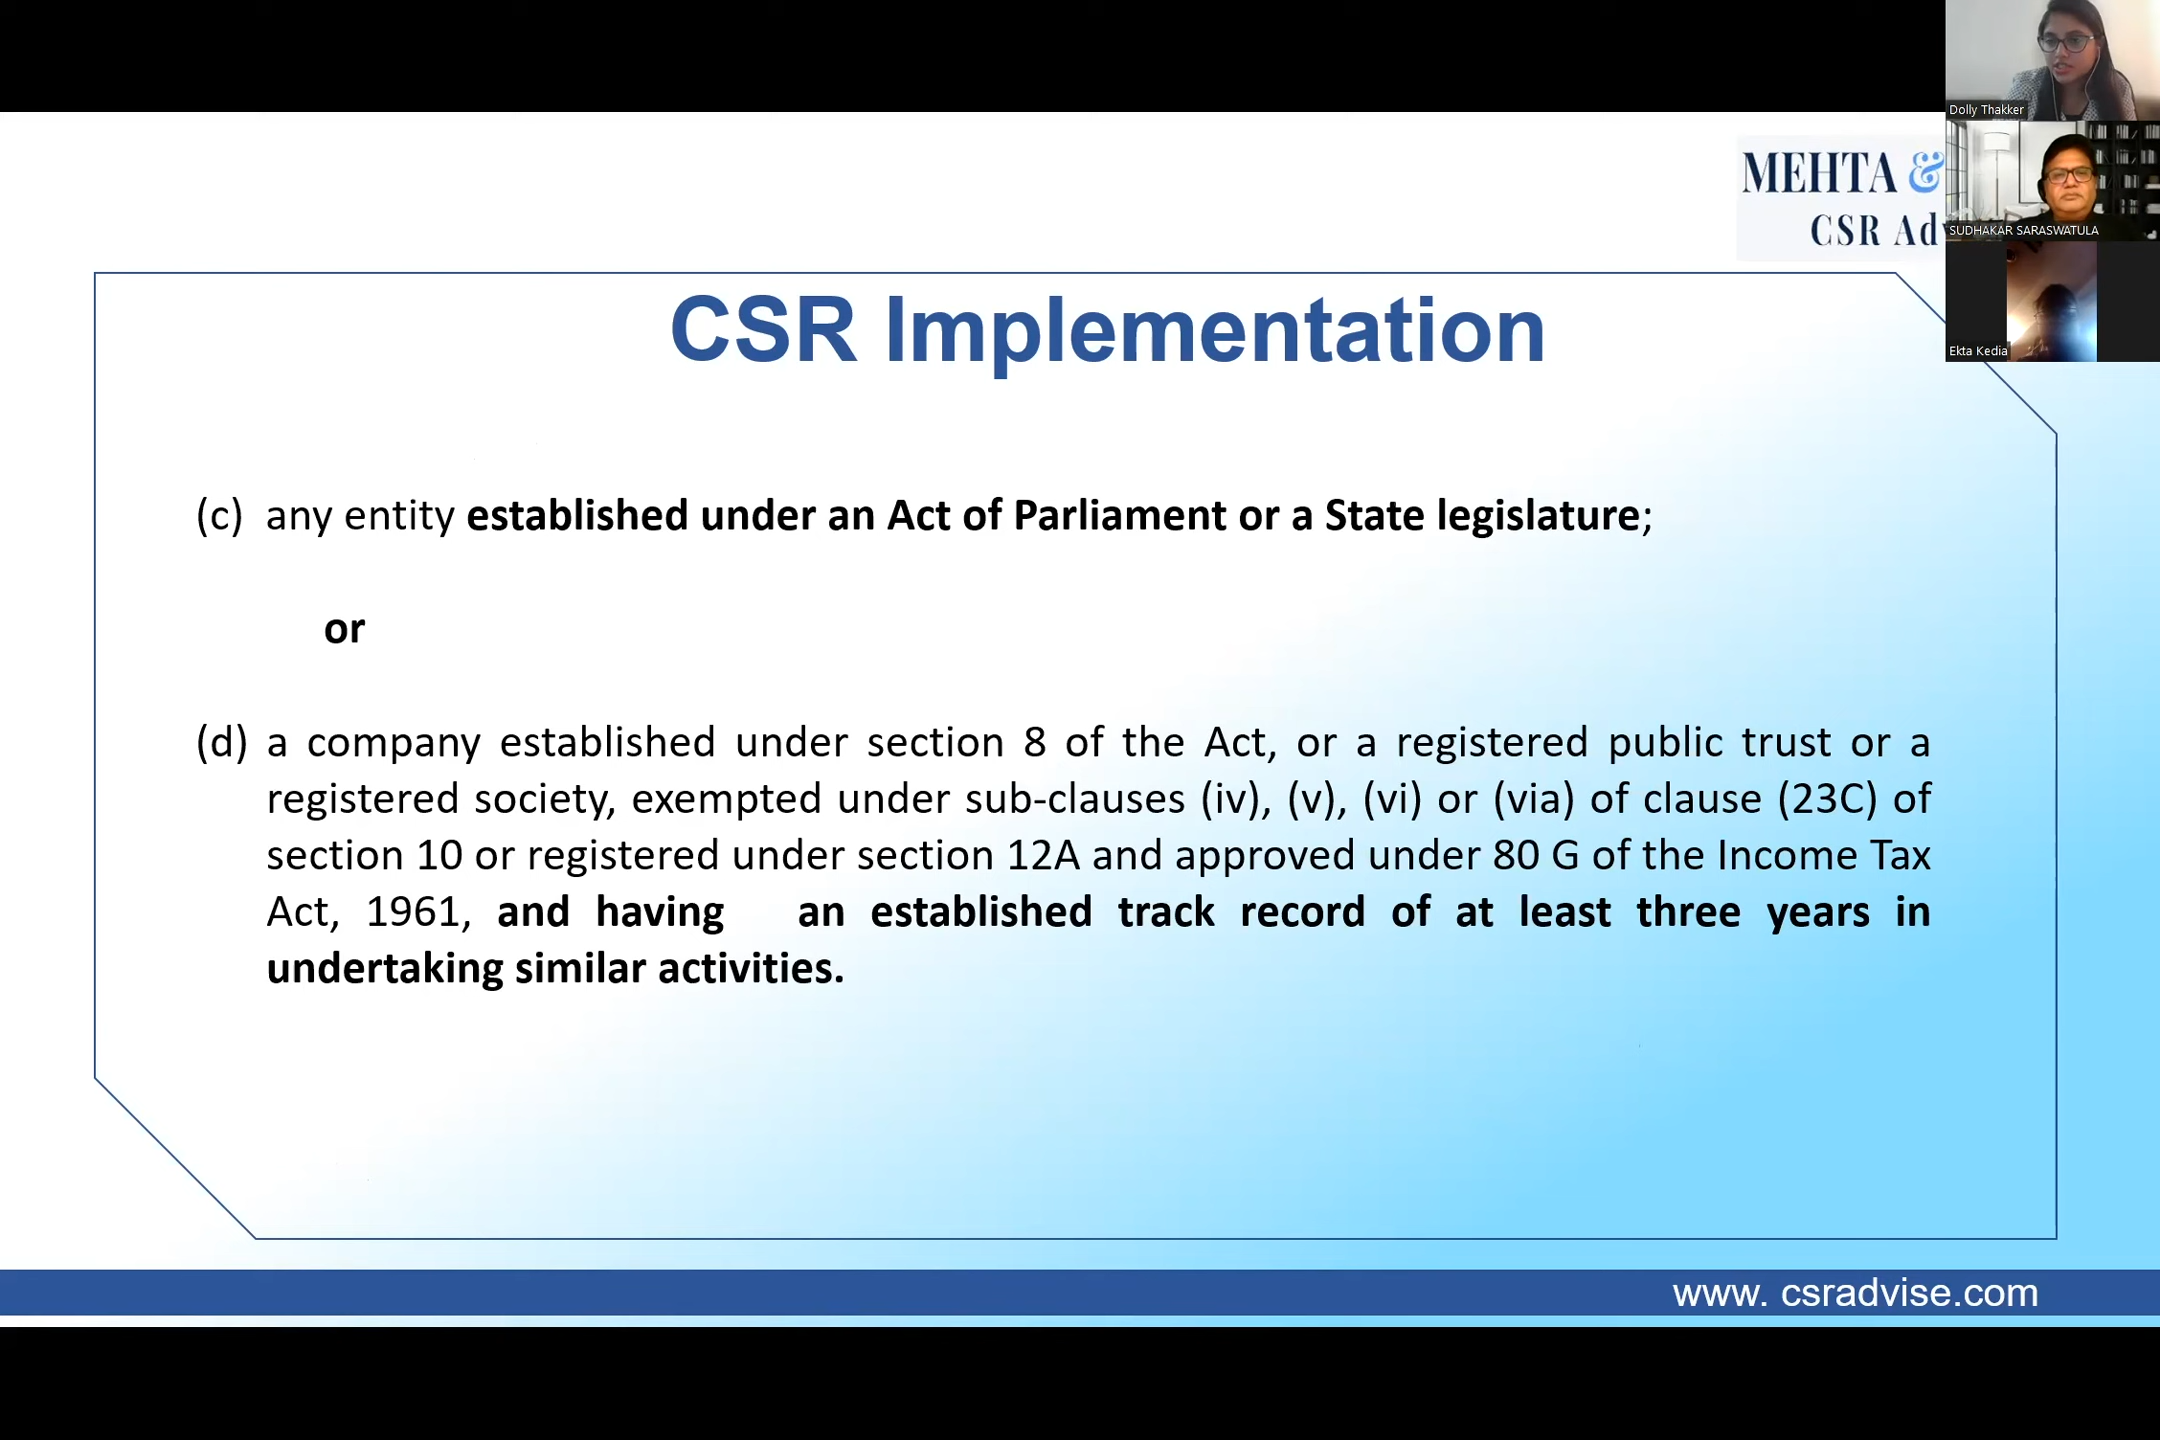 Dolly Thakker
MEHTA &
CSR Adv
SUDHAKAR SARASWATULA
Ekta Kedia
CSR Implementation
(c) any entity established under an Act of Parliament or a State legislature;
or
(d) a company established under section 8 of the Act, or a registered public trust or a
registered society, exempted under sub-clauses (iv), (v), (vi) or (via) of clause (23C) of
section 10 or registered under section 12A and approved under 80 G of the Income Tax
Act, 1961, and having an established track record of at least three years in
undertaking similar activities.
www. csradvise.com